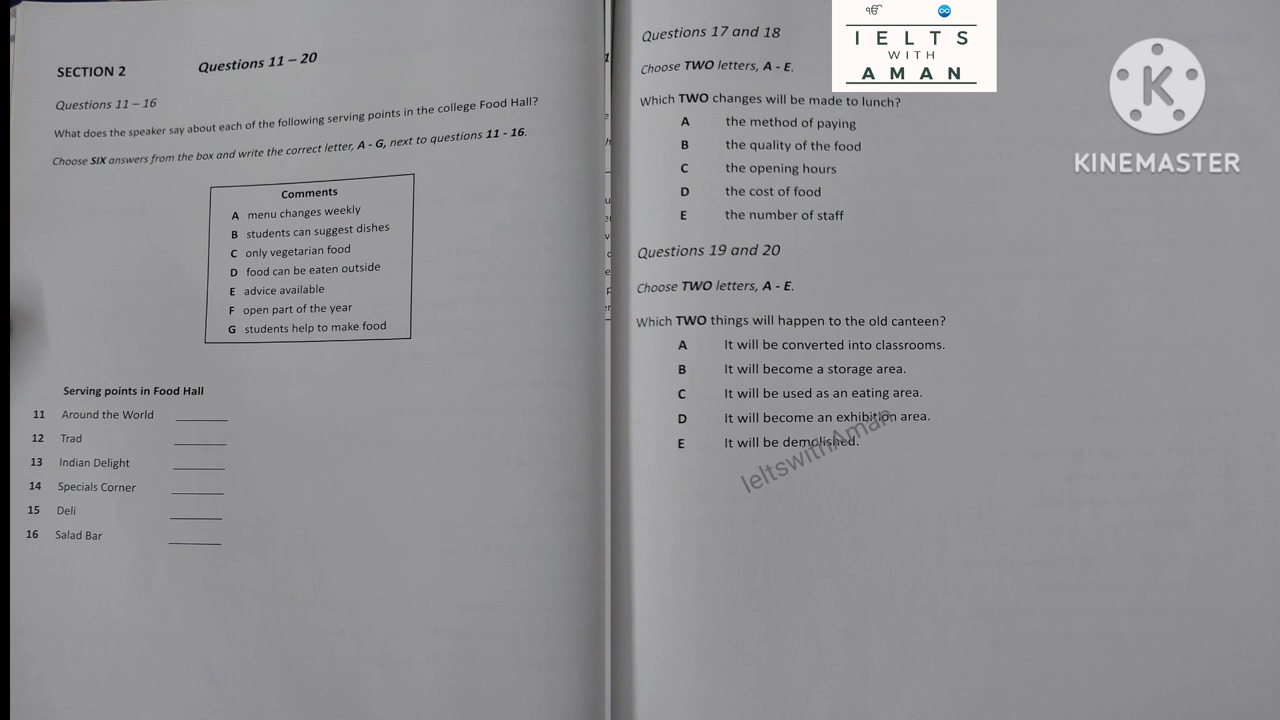 SECTION 2
Questions 11 – 20
Questions 11 – 16
What does the speaker say about each of the following serving points in the college Food Hall?
Choose SIX answers from the box and write the correct letter, A - G, next to questions 11 - 16.
Comments
A menu changes weekly
B students can suggest dishes
C only vegetarian food
D food can be eaten outside
E advice available
F open part of the year
G students help to make food
Serving points in Food Hall
11 Around the World
12 Trad
13 Indian Delight
14 Specials Corner
15 Deli
16 Salad Bar
Questions 17 and 18
Choose TWO letters, A - E.
Which TWO changes will be made to lunch?
A the method of paying
B the quality of the food
C the opening hours
D the cost of food
E the number of staff
Questions 19 and 20
Choose TWO letters, A - E.
Which TWO things will happen to the old canteen?
A It will be converted into classrooms.
B It will become a storage area.
C It will be used as an eating area.
D It will become an exhibition area.
E It will be demolished.
IeltswithAman
ੴ
IELTS
WITH
AMAN
K
KINEMASTER